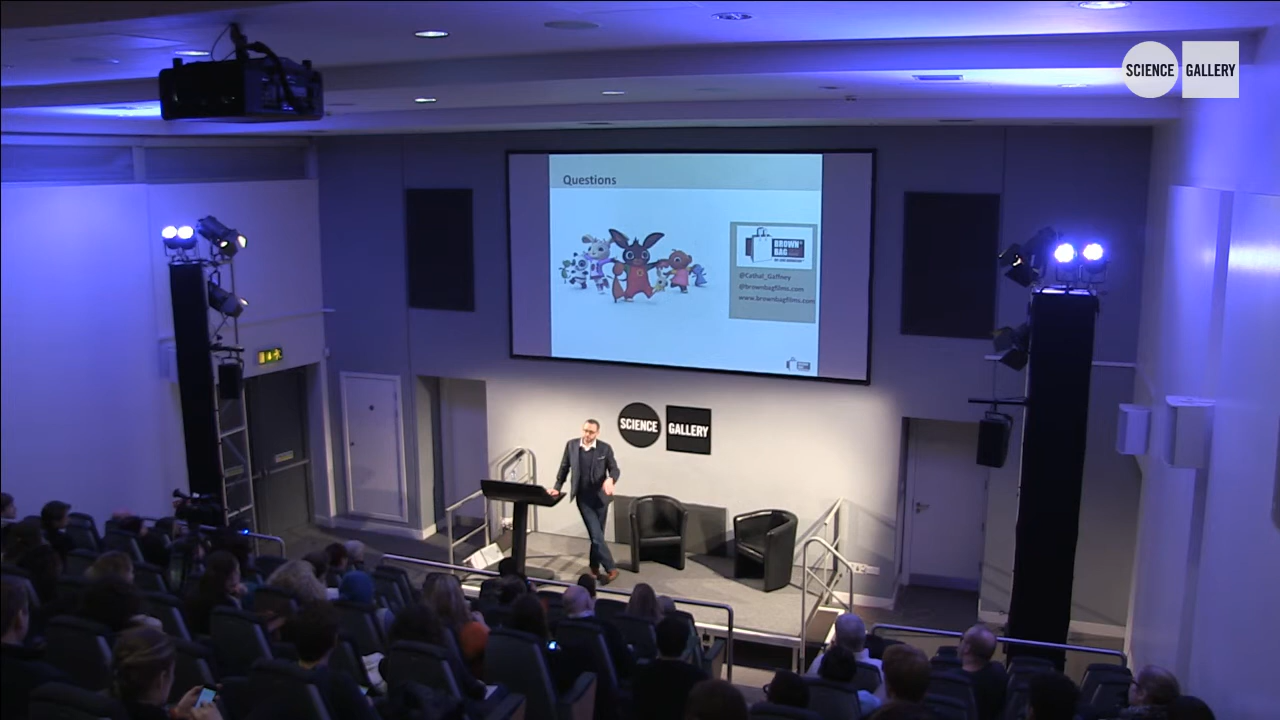 SCIENCE GALLERY
Questions
BROWN
BAG
@Cathal_Gaffney
@brownbagfilms.com
www.brownbagfilms.com
SCIENCE GALLERY